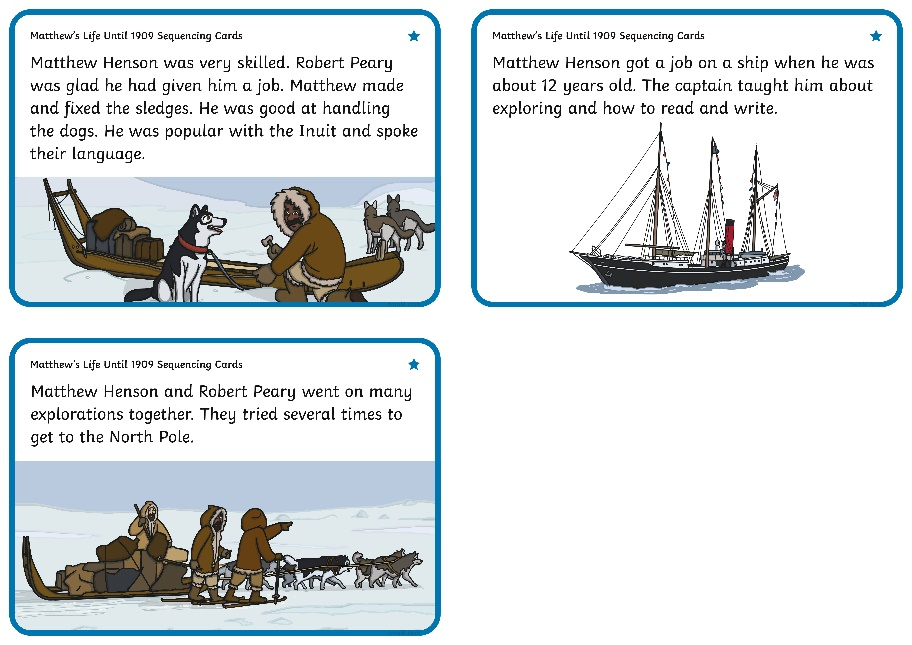 Matthew's Life Until 1909 Sequencing Cards
Matthew Henson was very skilled. Robert Peary
was glad he had given him a job. Matthew made
and fixed the sledges. He was good at handling
the dogs. He was popular with the Inuit and spoke
their language.
Matthew's Life Until 1909 Sequencing Cards
Matthew Henson got a job on a ship when he was
about 12 years old. The captain taught him about
exploring and how to read and write.
Matthew's Life Until 1909 Sequencing Cards
Matthew Henson and Robert Peary went on many
explorations together. They tried several times to
get to the North Pole.